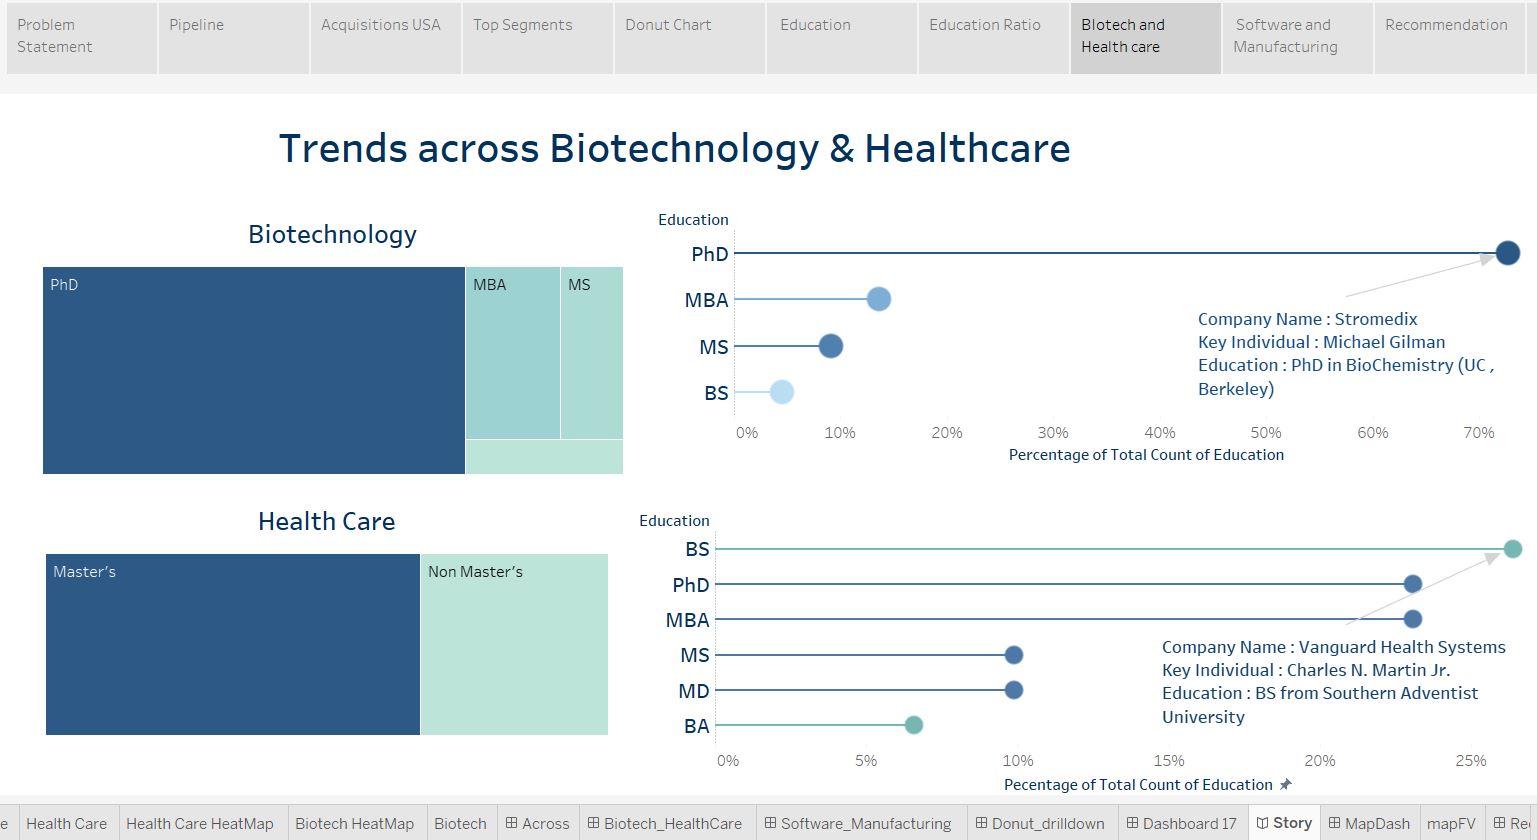 Problem
Statement
Pipeline
Acquisitions USA
Top Segments
Donut Chart
Education
Education Ratio
BIotech and
Health care
Software and
Manufacturing
Recommendation
Trends across Biotechnology & Healthcare
Biotechnology
PhD
MBA
MS
Education
PhD
MBA
MS
BS
Company Name : Stromedix
Key Individual : Michael Gilman
Education : PhD in BioChemistry (UC ,
Berkeley)
0% 10% 20% 30% 40% 50% 60% 70%
Percentage of Total Count of Education
Health Care
Master's
Non Master's
Education
BS
PhD
MBA
MS
MD
BA
Company Name : Vanguard Health Systems
Key Individual : Charles N. Martin Jr.
Education : BS from Southern Adventist
University
0% 5% 10% 15% 20% 25%
Pecentage of Total Count of Education
e Health Care Health Care HeatMap Biotech HeatMap Biotech Across Biotech_HealthCare Software_Manufacturing Donut_drilldown Dashboard 17 Story MapDash mapFV Re